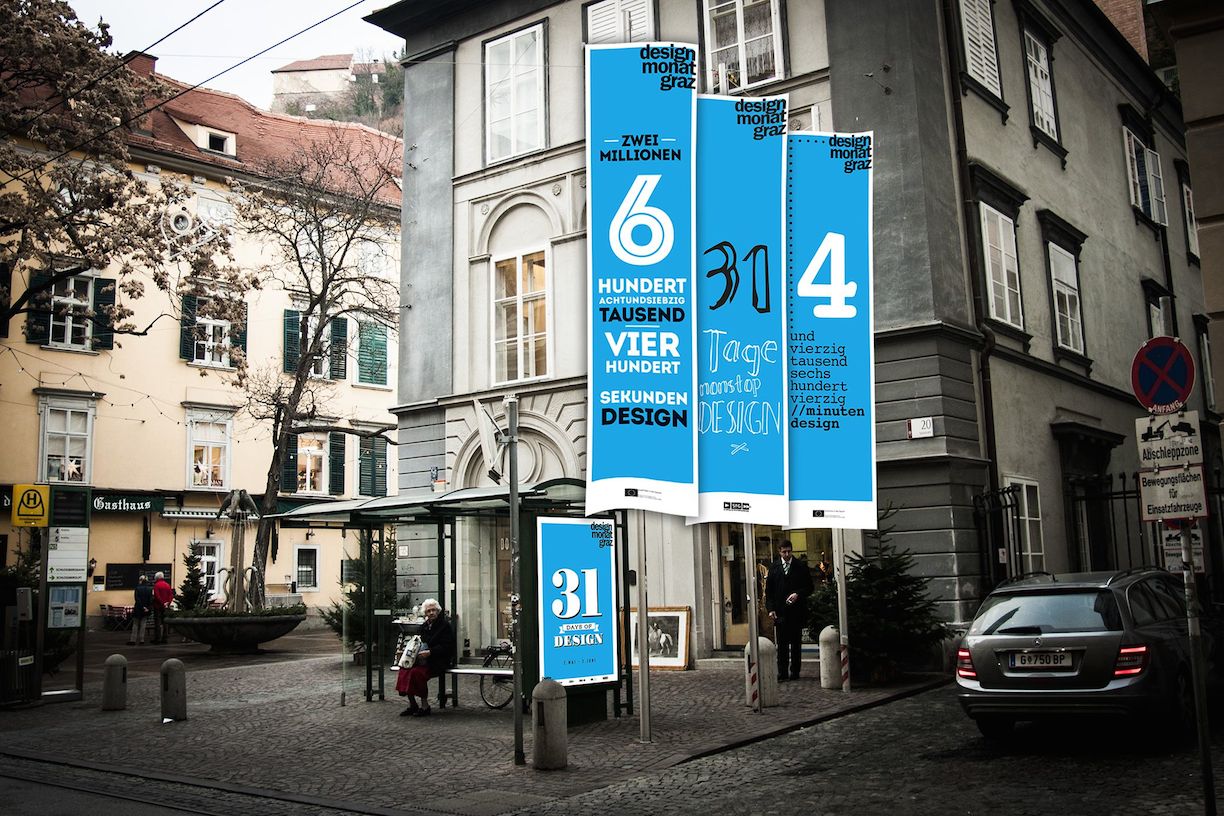 design
monat
graz
ZWEI
MILLIONEN
6
HUNDERT
ACHTUNDSIEBZIG
TAUSEND
VIER
HUNDERT
SEKUNDEN
DESIGN
design
monat
graz
31
Tage
nonstop
DESIGN
design
monat
graz
4
und
vierzig
tausend
sechs
hundert
vierzig
//minuten
design
design
monat
graz
31
DAYS OF
DESIGN
H
Gasthaus
20
ANFANG
Abschleppzone
Bewegungsflächen
für
Einsatzfahrzeuge
G 750 BP